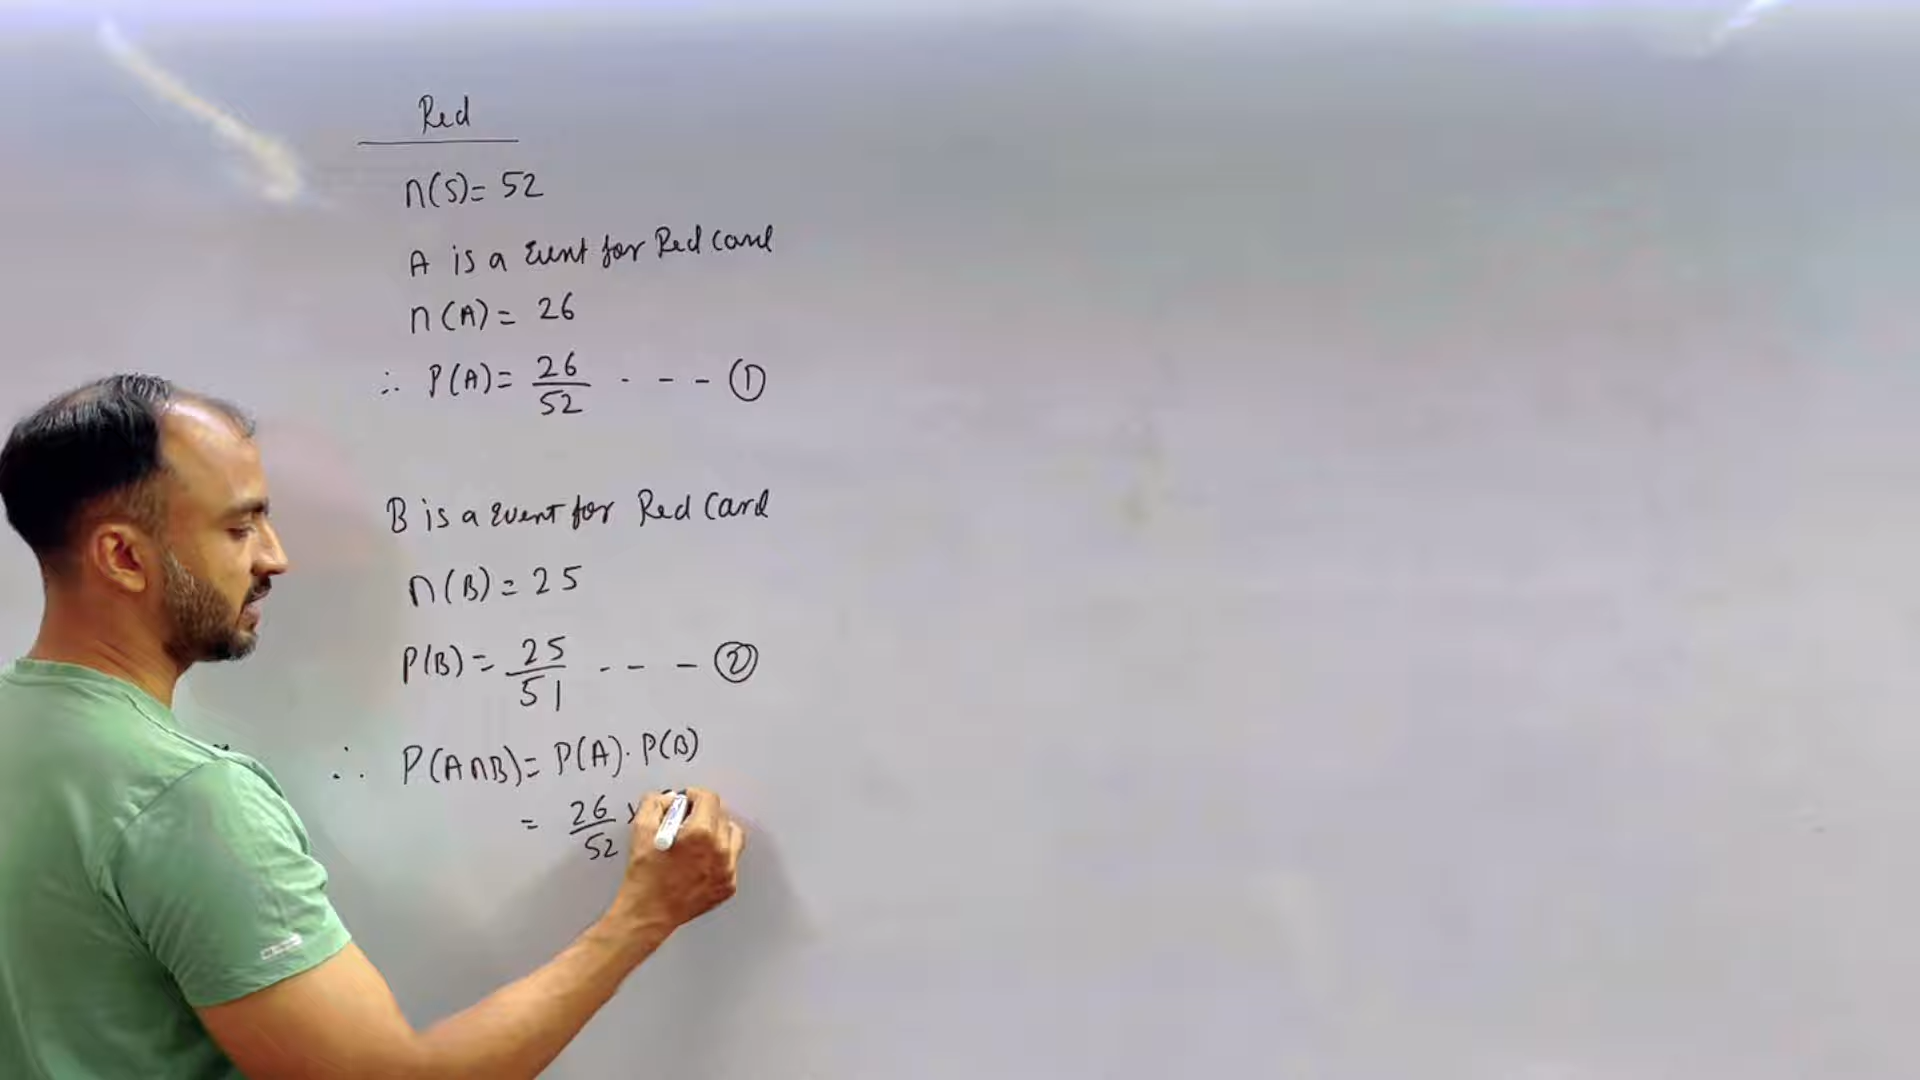 Red
n(S)= 52
A is a Event for Red Card
n(A)= 26
∴ P(A)= 26/52 - - - ①
B is a Event for Red Card
n(B)= 25
P(B)= 25/51 - - - ②
∴ P(A∩B)= P(A)·P(B)
= 26/52 ×